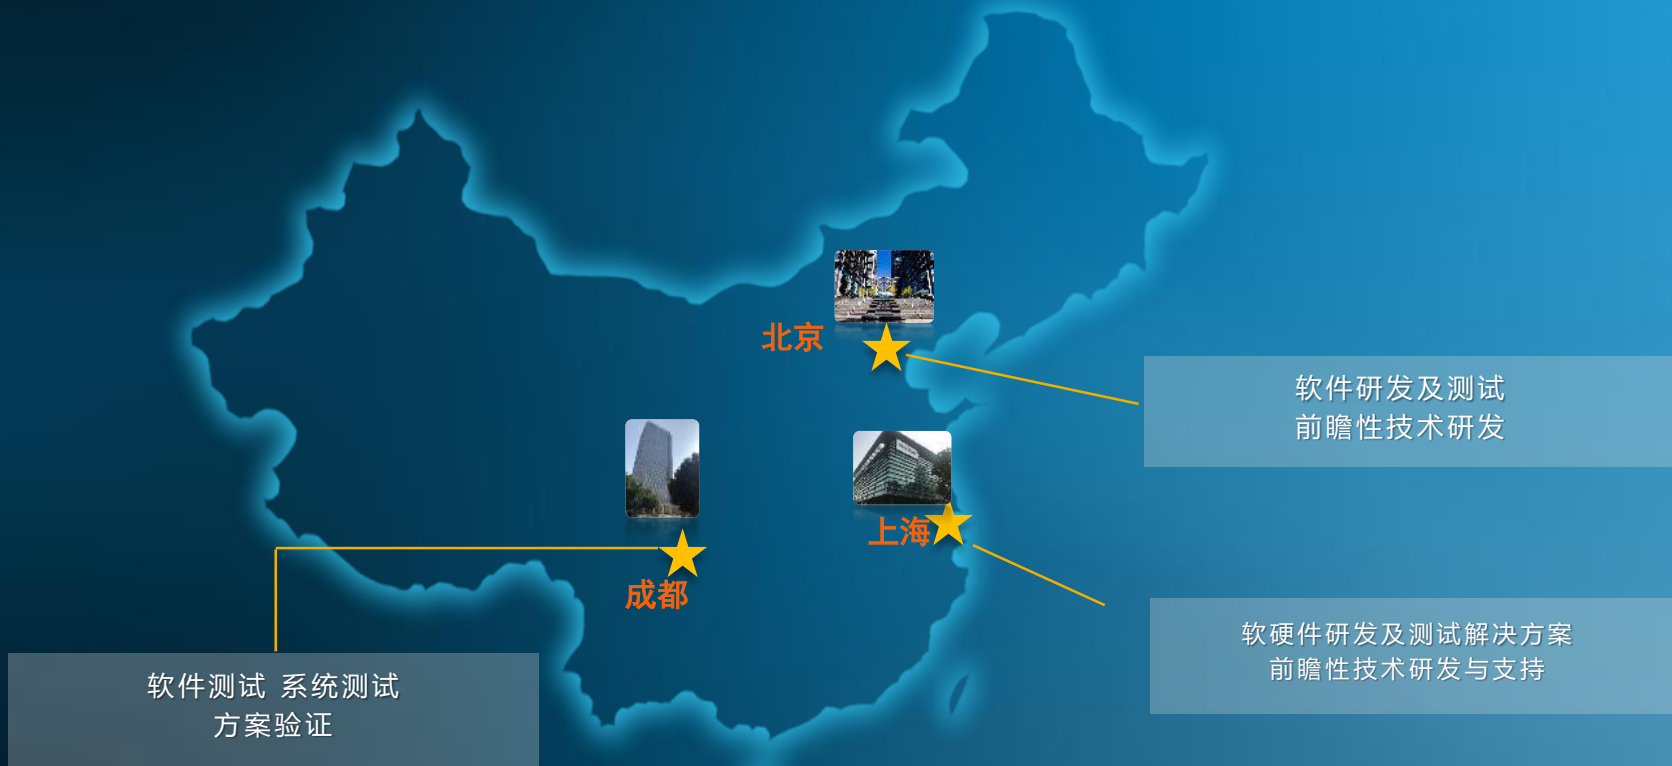 北京
软件研发及测试
前瞻性技术研发
上海
成都
软硬件研发及测试解决方案
前瞻性技术研发与支持
软件测试 系统测试
方案验证